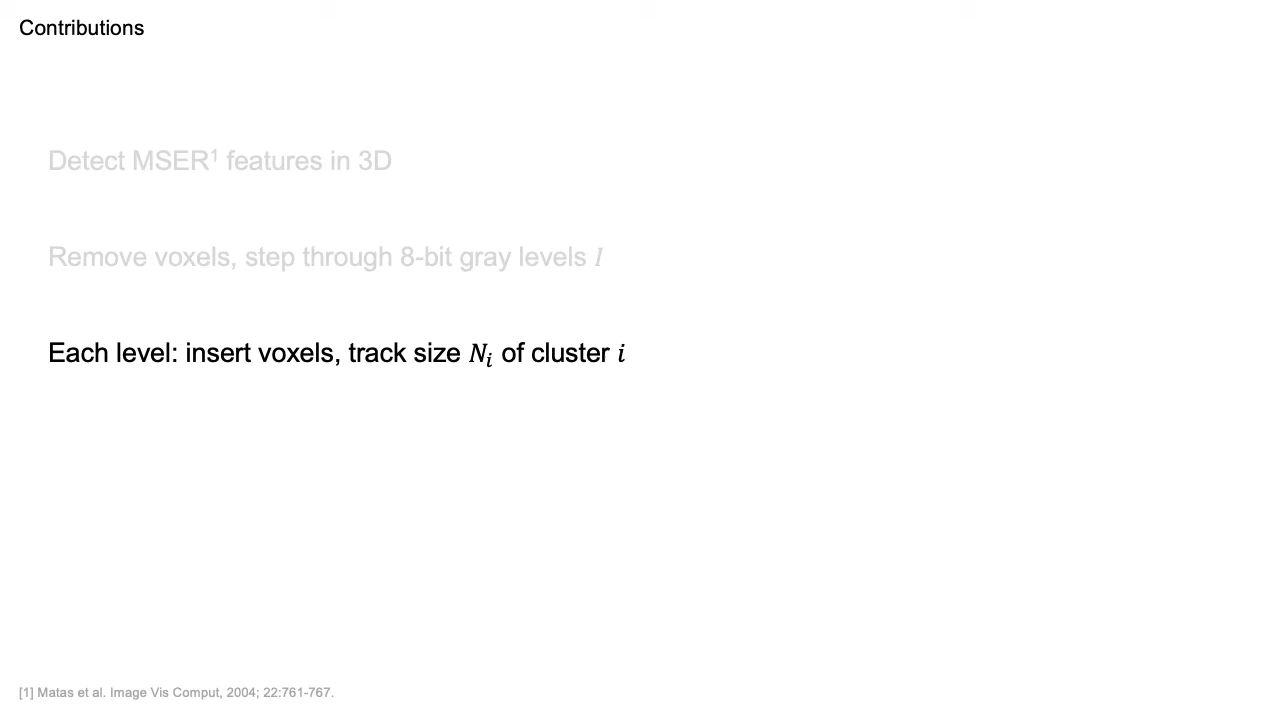 Contributions
Detect MSER¹ features in 3D
Remove voxels, step through 8-bit gray levels I
Each level: insert voxels, track size Nᵢ of cluster i
[1] Matas et al. Image Vis Comput, 2004; 22:761-767.